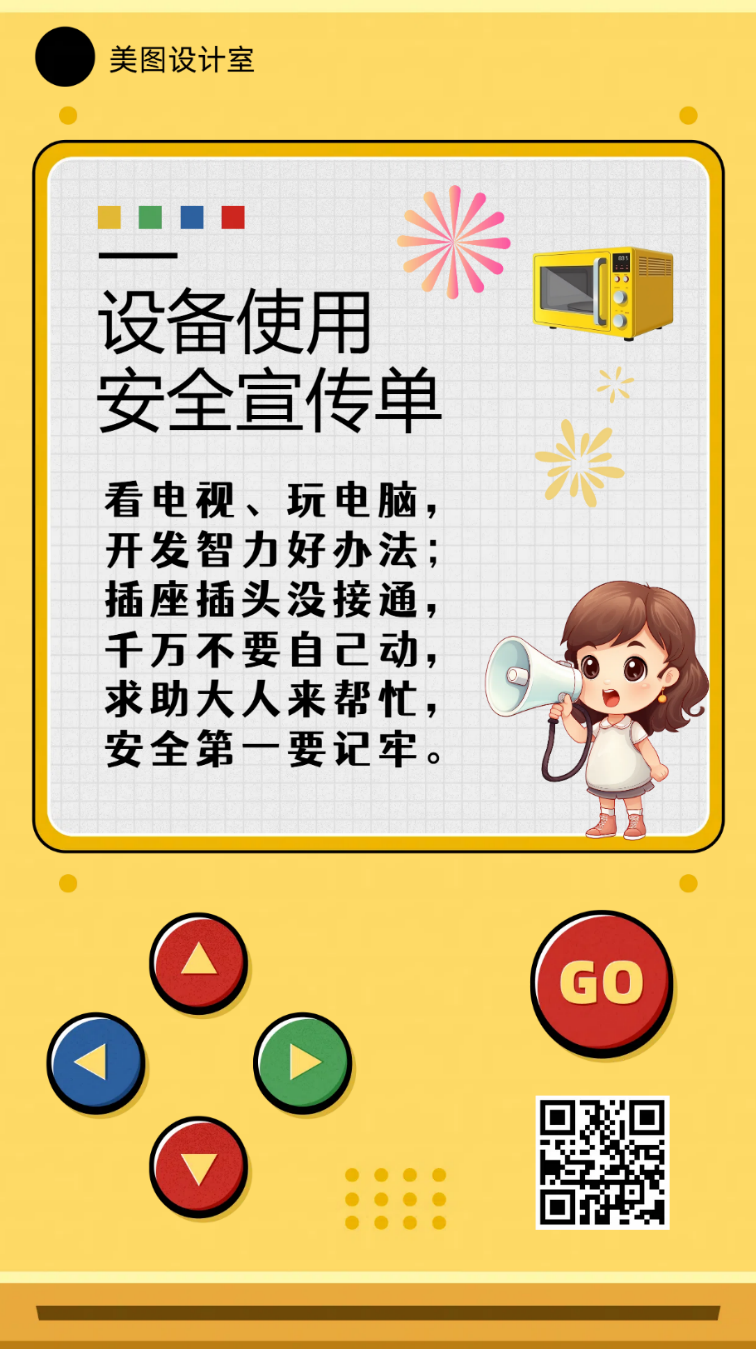 美图设计室
设备使用
安全宣传单
看电视、玩电脑，
开发智力好办法；
插座插头没接通，
千万不要自己动，
求助大人来帮忙，
安全第一要记牢。
GO